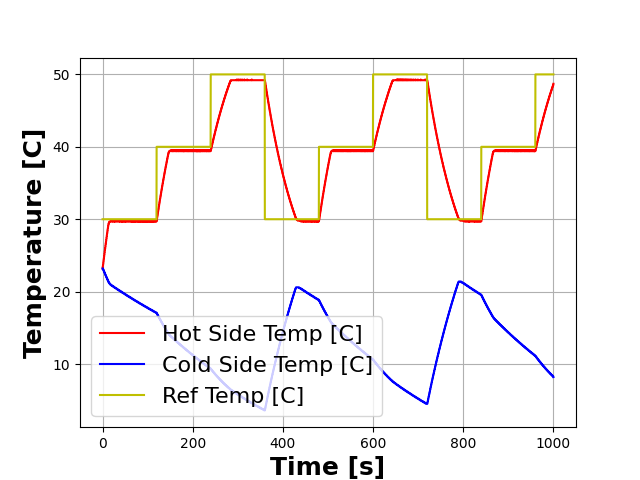 50
40
30
20
10
Temperature [C]
Hot Side Temp [C]
Cold Side Temp [C]
Ref Temp [C]
0 200 400 600 800 1000
Time [s]